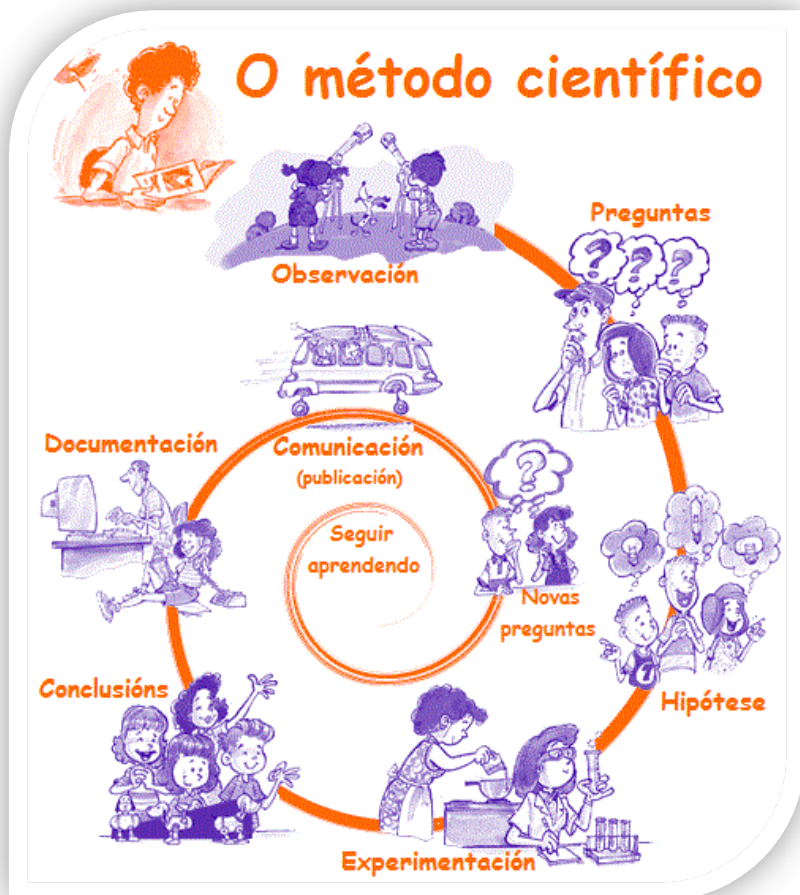 O método científico
Observación
Preguntas
? ? ?
Hipótese
Experimentación
Conclusións
Documentación
Comunicación
(publicación)
?
Novas
preguntas
Seguir
aprendendo